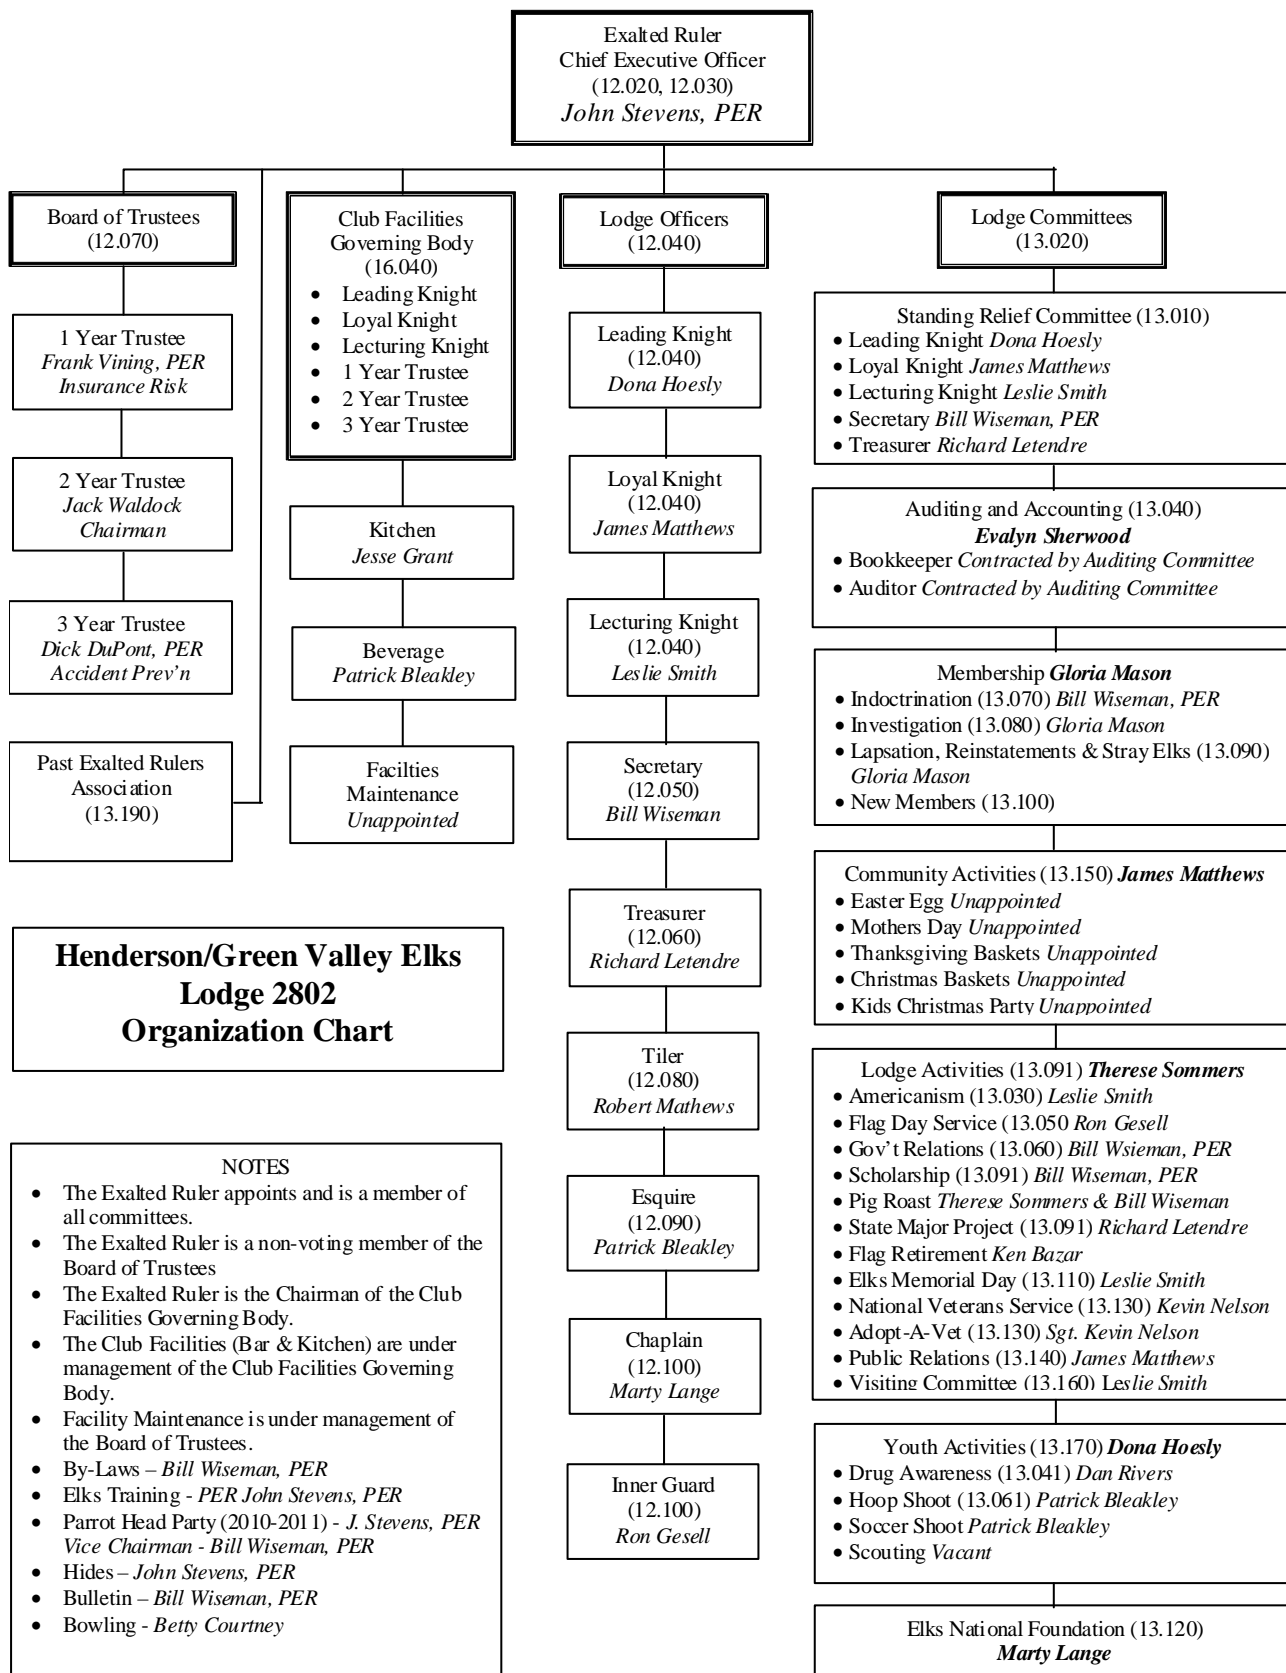 Exalted Ruler
Chief Executive Officer
(12.020, 12.030)
John Stevens, PER
Board of Trustees
(12.070)
1 Year Trustee
Frank Vining, PER
Insurance Risk
2 Year Trustee
Jack Waldock
Chairman
3 Year Trustee
Dick DuPont, PER
Accident Prev'n
Past Exalted Rulers
Association
(13.190)
Club Facilities
Governing Body
(16.040)
• Leading Knight
• Loyal Knight
• Lecturing Knight
• 1 Year Trustee
• 2 Year Trustee
• 3 Year Trustee
Kitchen
Jesse Grant
Beverage
Patrick Bleakley
Facilties
Maintenance
Unappointed
Lodge Officers
(12.040)
Leading Knight
(12.040)
Dona Hoesly
Loyal Knight
(12.040)
James Matthews
Lecturing Knight
(12.040)
Leslie Smith
Secretary
(12.050)
Bill Wiseman
Treasurer
(12.060)
Richard Letendre
Tiler
(12.080)
Robert Mathews
Esquire
(12.090)
Patrick Bleakley
Chaplain
(12.100)
Marty Lange
Inner Guard
(12.100)
Ron Gesell
Lodge Committees
(13.020)
Standing Relief Committee (13.010)
• Leading Knight Dona Hoesly
• Loyal Knight James Matthews
• Lecturing Knight Leslie Smith
• Secretary Bill Wiseman, PER
• Treasurer Richard Letendre
Auditing and Accounting (13.040)
Evalyn Sherwood
• Bookkeeper Contracted by Auditing Committee
• Auditor Contracted by Auditing Committee
Membership Gloria Mason
• Indoctrination (13.070) Bill Wiseman, PER
• Investigation (13.080) Gloria Mason
• Lapsation, Reinstatements & Stray Elks (13.090)
Gloria Mason
• New Members (13.100)
Community Activities (13.150) James Matthews
• Easter Egg Unappointed
• Mothers Day Unappointed
• Thanksgiving Baskets Unappointed
• Christmas Baskets Unappointed
• Kids Christmas Party Unappointed
Lodge Activities (13.091) Therese Sommers
• Americanism (13.030) Leslie Smith
• Flag Day Service (13.050 Ron Gesell
• Gov't Relations (13.060) Bill Wsieman, PER
• Scholarship (13.091) Bill Wiseman, PER
• Pig Roast Therese Sommers & Bill Wiseman
• State Major Project (13.091) Richard Letendre
• Flag Retirement Ken Bazar
• Elks Memorial Day (13.110) Leslie Smith
• National Veterans Service (13.130) Kevin Nelson
• Adopt-A-Vet (13.130) Sgt. Kevin Nelson
• Public Relations (13.140) James Matthews
• Visiting Committee (13.160) Leslie Smith
Youth Activities (13.170) Dona Hoesly
• Drug Awareness (13.041) Dan Rivers
• Hoop Shoot (13.061) Patrick Bleakley
• Soccer Shoot Patrick Bleakley
• Scouting Vacant
Elks National Foundation (13.120)
Marty Lange
Henderson/Green Valley Elks
Lodge 2802
Organization Chart
NOTES
• The Exalted Ruler appoints and is a member of
all committees.
• The Exalted Ruler is a non-voting member of the
Board of Trustees
• The Exalted Ruler is the Chairman of the Club
Facilities Governing Body.
• The Club Facilities (Bar & Kitchen) are under
management of the Club Facilities Governing
Body.
• Facility Maintenance is under management of
the Board of Trustees.
• By-Laws – Bill Wiseman, PER
• Elks Training - PER John Stevens, PER
• Parrot Head Party (2010-2011) - J. Stevens, PER
Vice Chairman - Bill Wiseman, PER
• Hides – John Stevens, PER
• Bulletin – Bill Wiseman, PER
• Bowling - Betty Courtney